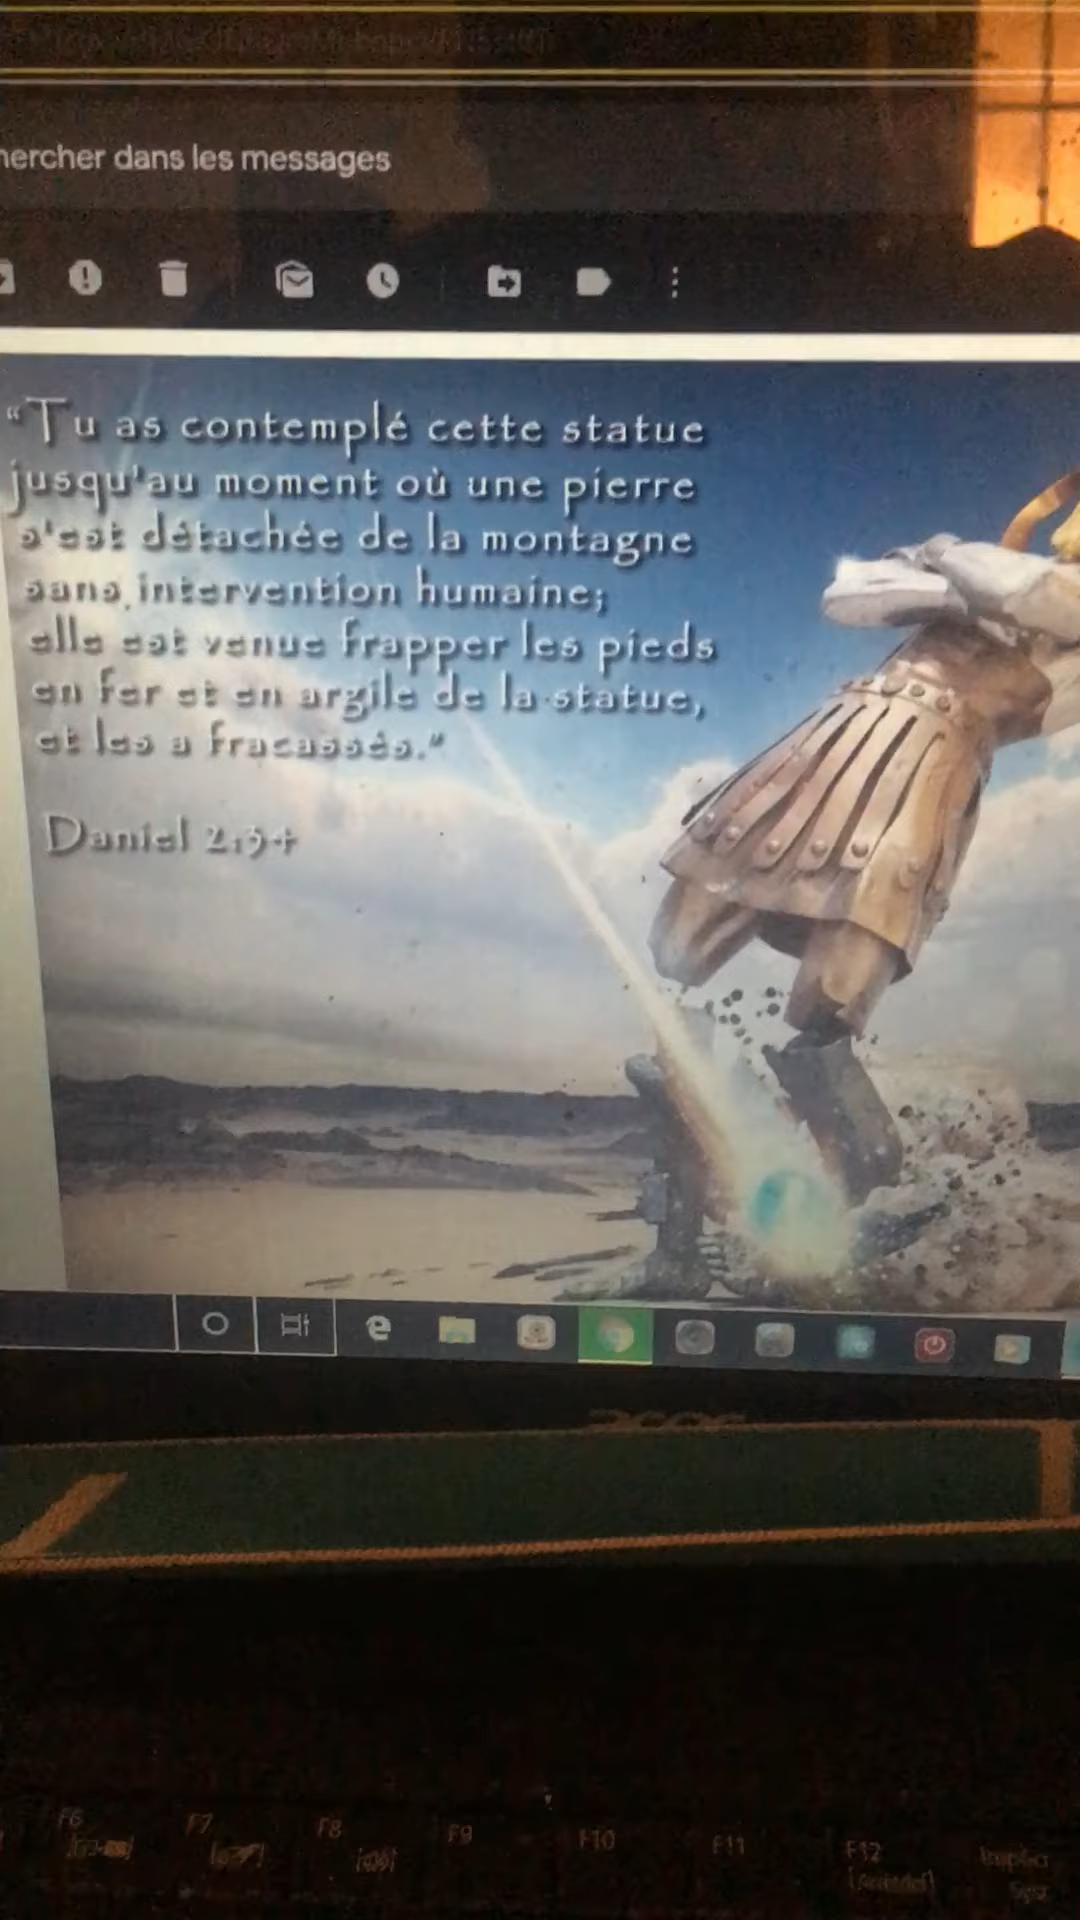 hercher dans les messages
"Tu as contemplé cette statue
jusqu'au moment où une pierre
s'est détachée de la montagne
sans intervention humaine;
elle est venue frapper les pieds
en fer et en argile de la statue,
et les a fracassés."
Daniel 2:34
acer
F6 F7 F8 F9 F10 F11 F12